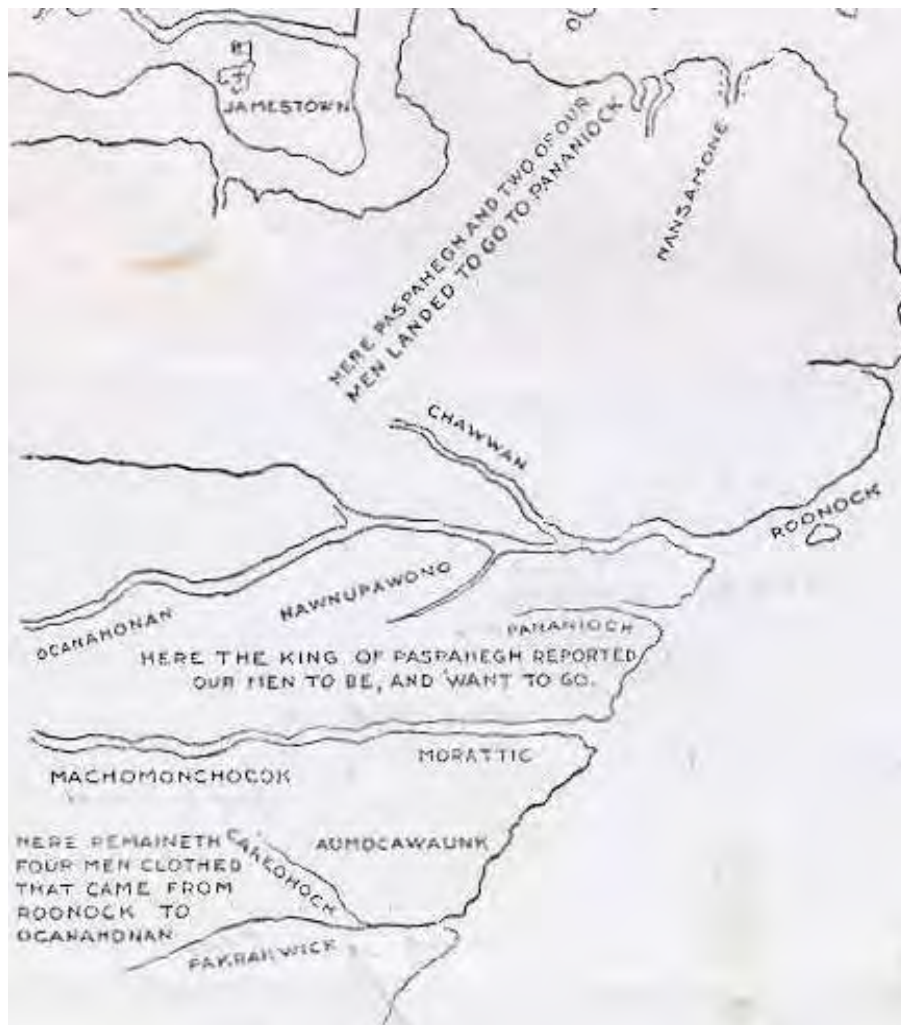 JAMESTOWN
HERE PASPAHEGH AND TWO OF OUR
MEN LANDED TO GO TO PANANIOCK
NANSAMONE
CHAWWAN
ROONOCK
OCANAHONAN
NAWNUPAWONG
PANANIOCH
HERE THE KING OF PASPAHEGH REPORTED
OUR MEN TO BE, AND WANT TO GO.
MORATTIC
MACHOMONCHOCOK
AUMOCAWAUNK
HERE REMAINETH
FOUR MEN CLOTHED
THAT CAME FROM
ROONOCK TO
OCANAHONAN
PAKRAKWICK